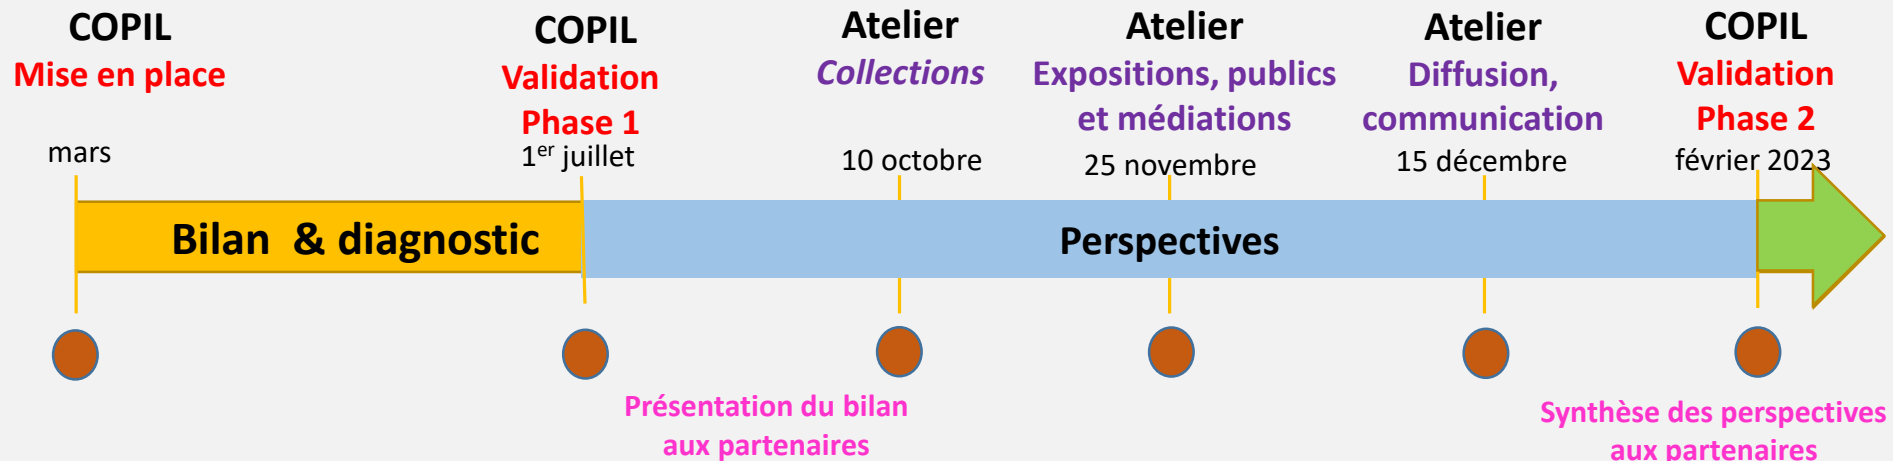 COPIL
Mise en place
mars
COPIL
Validation
Phase 1
1er juillet
Atelier
Collections
10 octobre
Atelier
Expositions, publics
et médiations
25 novembre
Atelier
Diffusion,
communication
15 décembre
COPIL
Validation
Phase 2
février 2023
Bilan & diagnostic
Perspectives
Présentation du bilan
aux partenaires
Synthèse des perspectives
aux partenaires